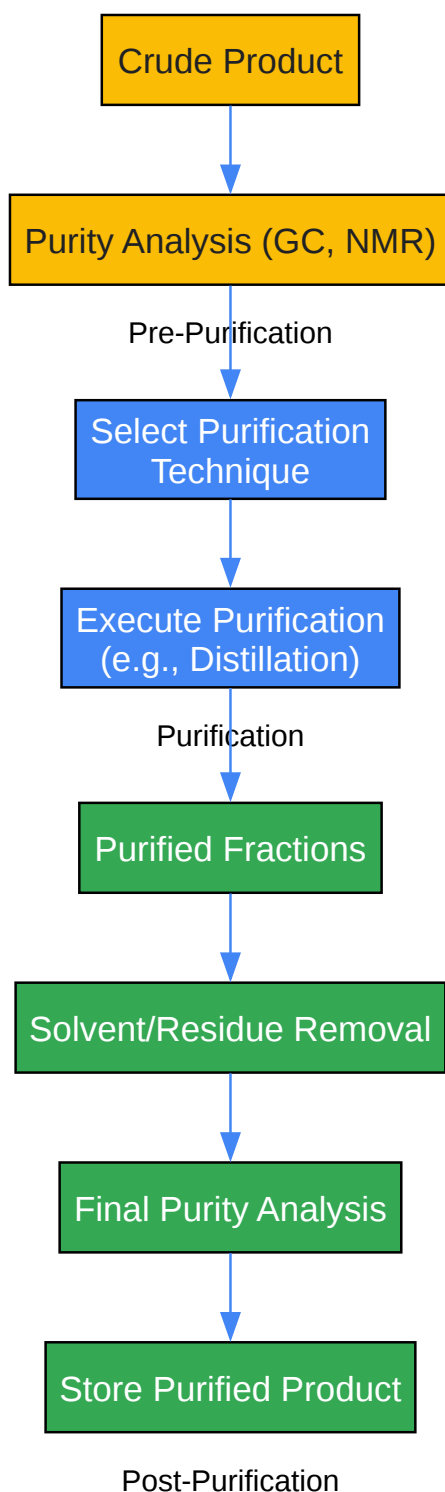 Crude Product
Purity Analysis (GC, NMR)
Pre-Purification
Select Purification
Technique
Execute Purification
(e.g., Distillation)
Purification
Purified Fractions
Solvent/Residue Removal
Final Purity Analysis
Store Purified Product
Post-Purification